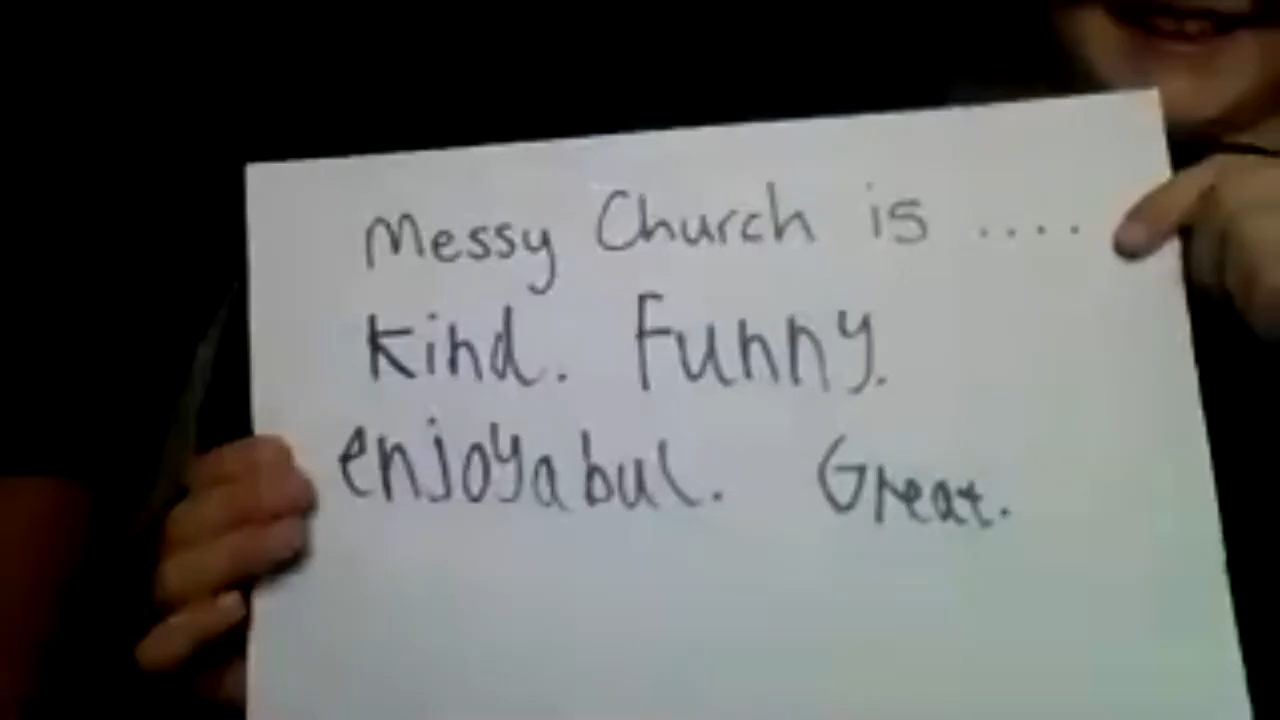 Messy Church is .....
Kind. Funny.
enjoyabul. Great.